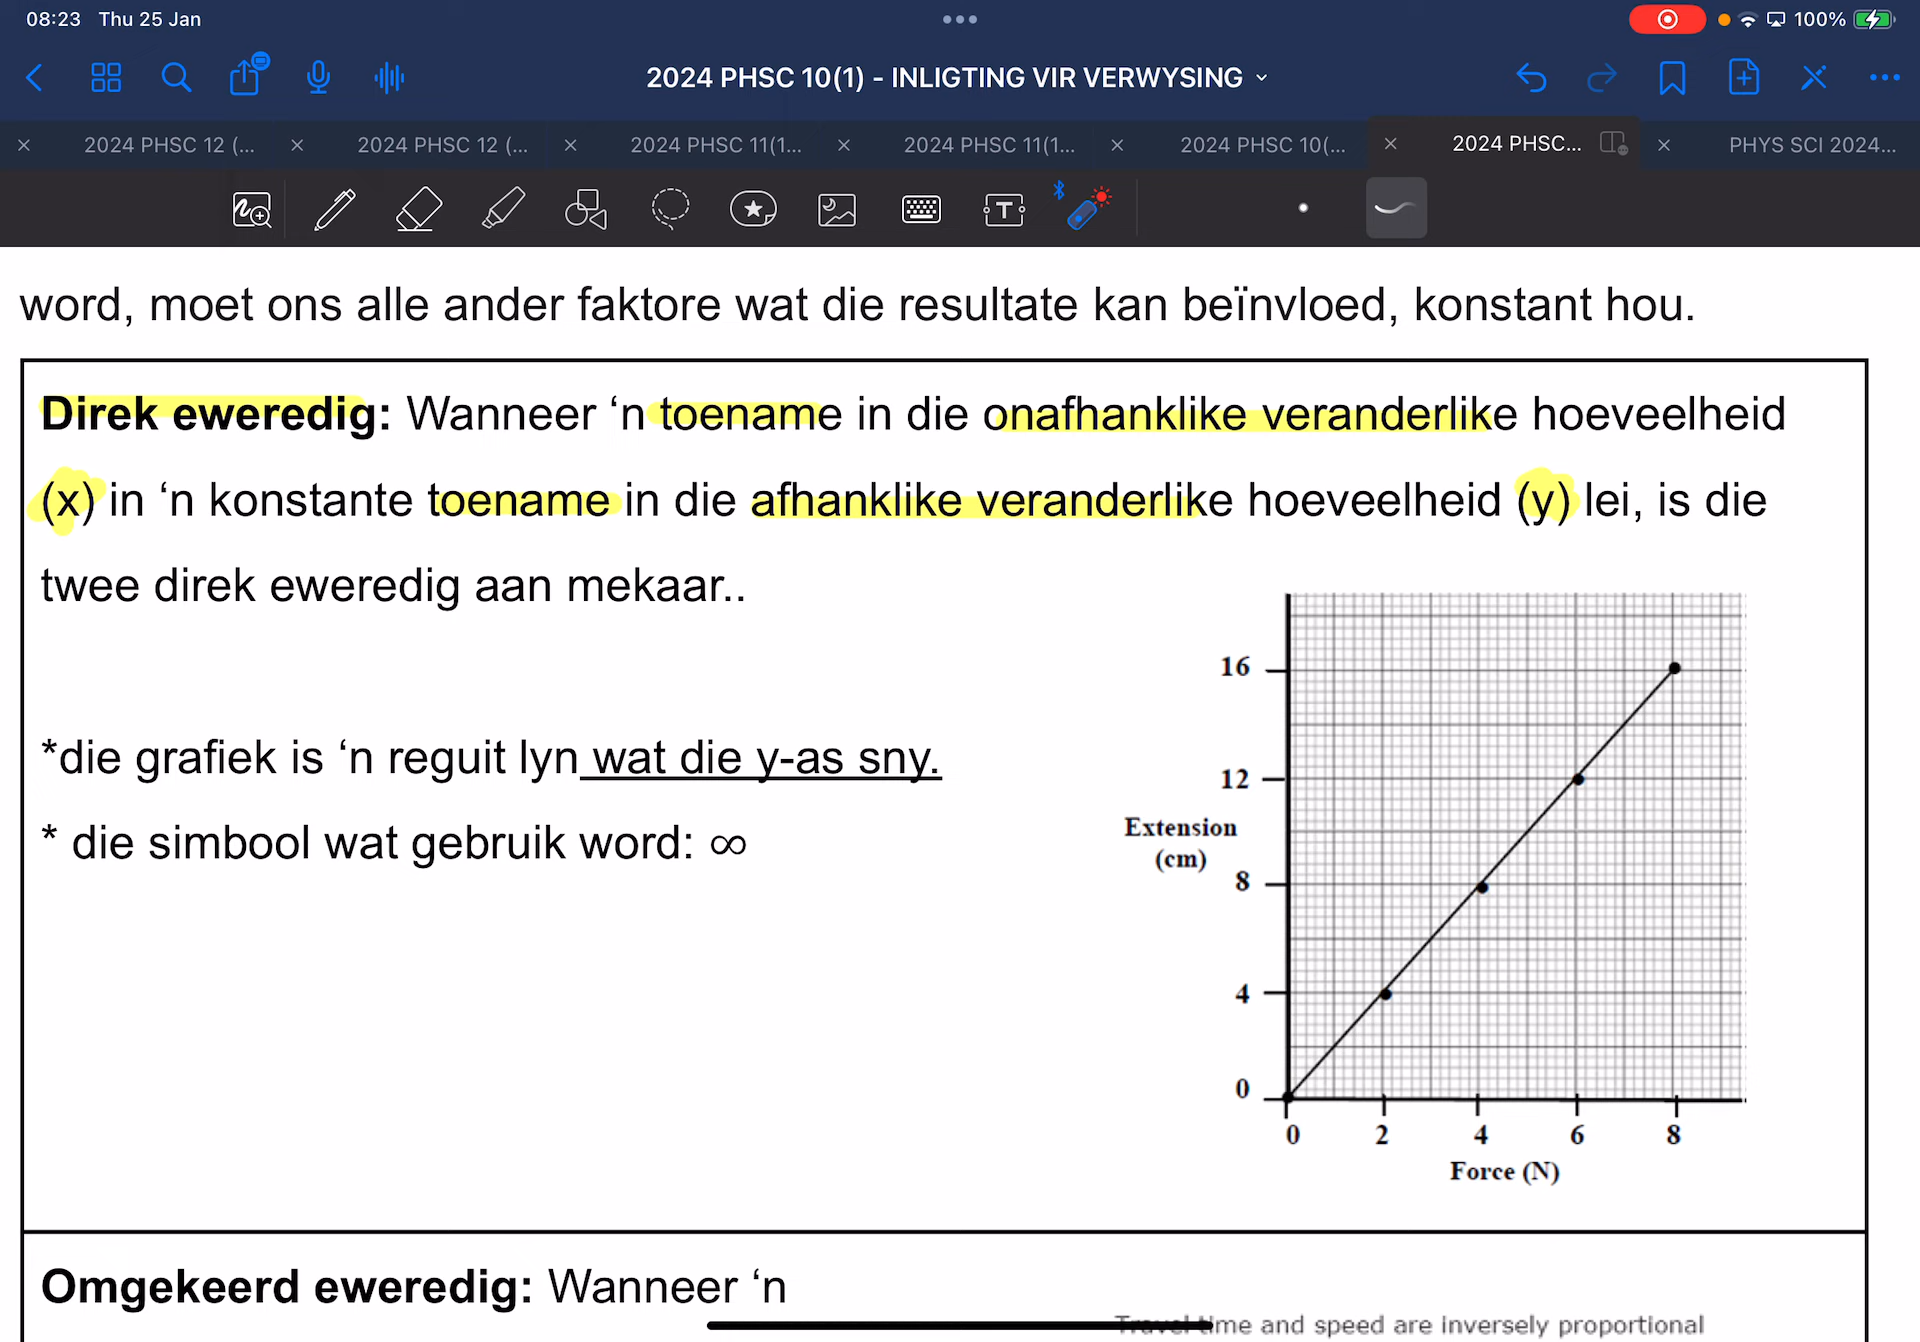 08:23 Thu 25 Jan
100%
2024 PHSC 10(1) - INLIGTING VIR VERWYSING
2024 PHSC 12 (...
2024 PHSC 12 (...
2024 PHSC 11(1...
2024 PHSC 11(1...
2024 PHSC 10(...
2024 PHSC...
PHYS SCI 2024...
word, moet ons alle ander faktore wat die resultate kan beïnvloed, konstant hou.
Direk eweredig: Wanneer ‘n toename in die onafhanklike veranderlike hoeveelheid
(x) in ‘n konstante toename in die afhanklike veranderlike hoeveelheid (y) lei, is die
twee direk eweredig aan mekaar..
*die grafiek is ‘n reguit lyn wat die y-as sny.
* die simbool wat gebruik word: ∞
16
12
Extension
(cm)
8
4
0
0 2 4 6 8
Force (N)
Omgekeerd eweredig: Wanneer ‘n
Travel time and speed are inversely proportional